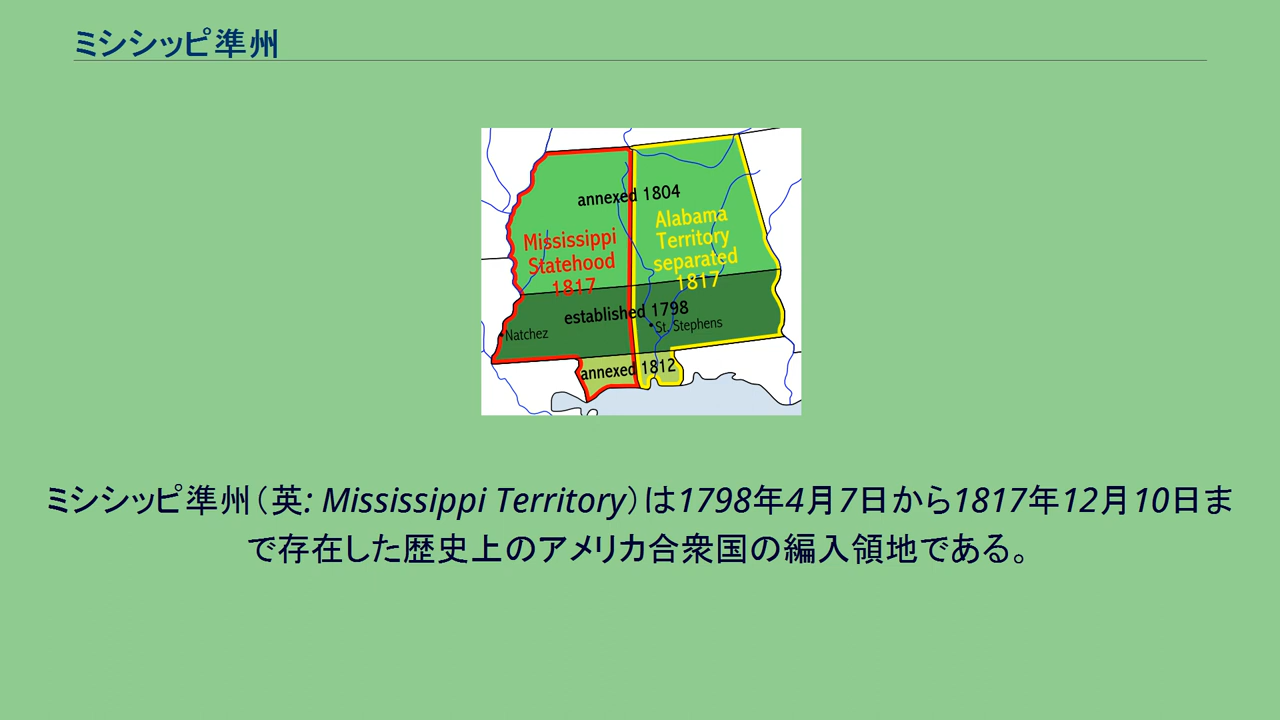 ミシシッピ準州
annexed 1804
Mississippi
Statehood
1817
Alabama
Territory
separated
1817
established 1798
Natchez
St. Stephens
annexed 1812
ミシシッピ準州（英: Mississippi Territory）は1798年4月7日から1817年12月10日ま
で存在した歴史上のアメリカ合衆国の編入領地である。